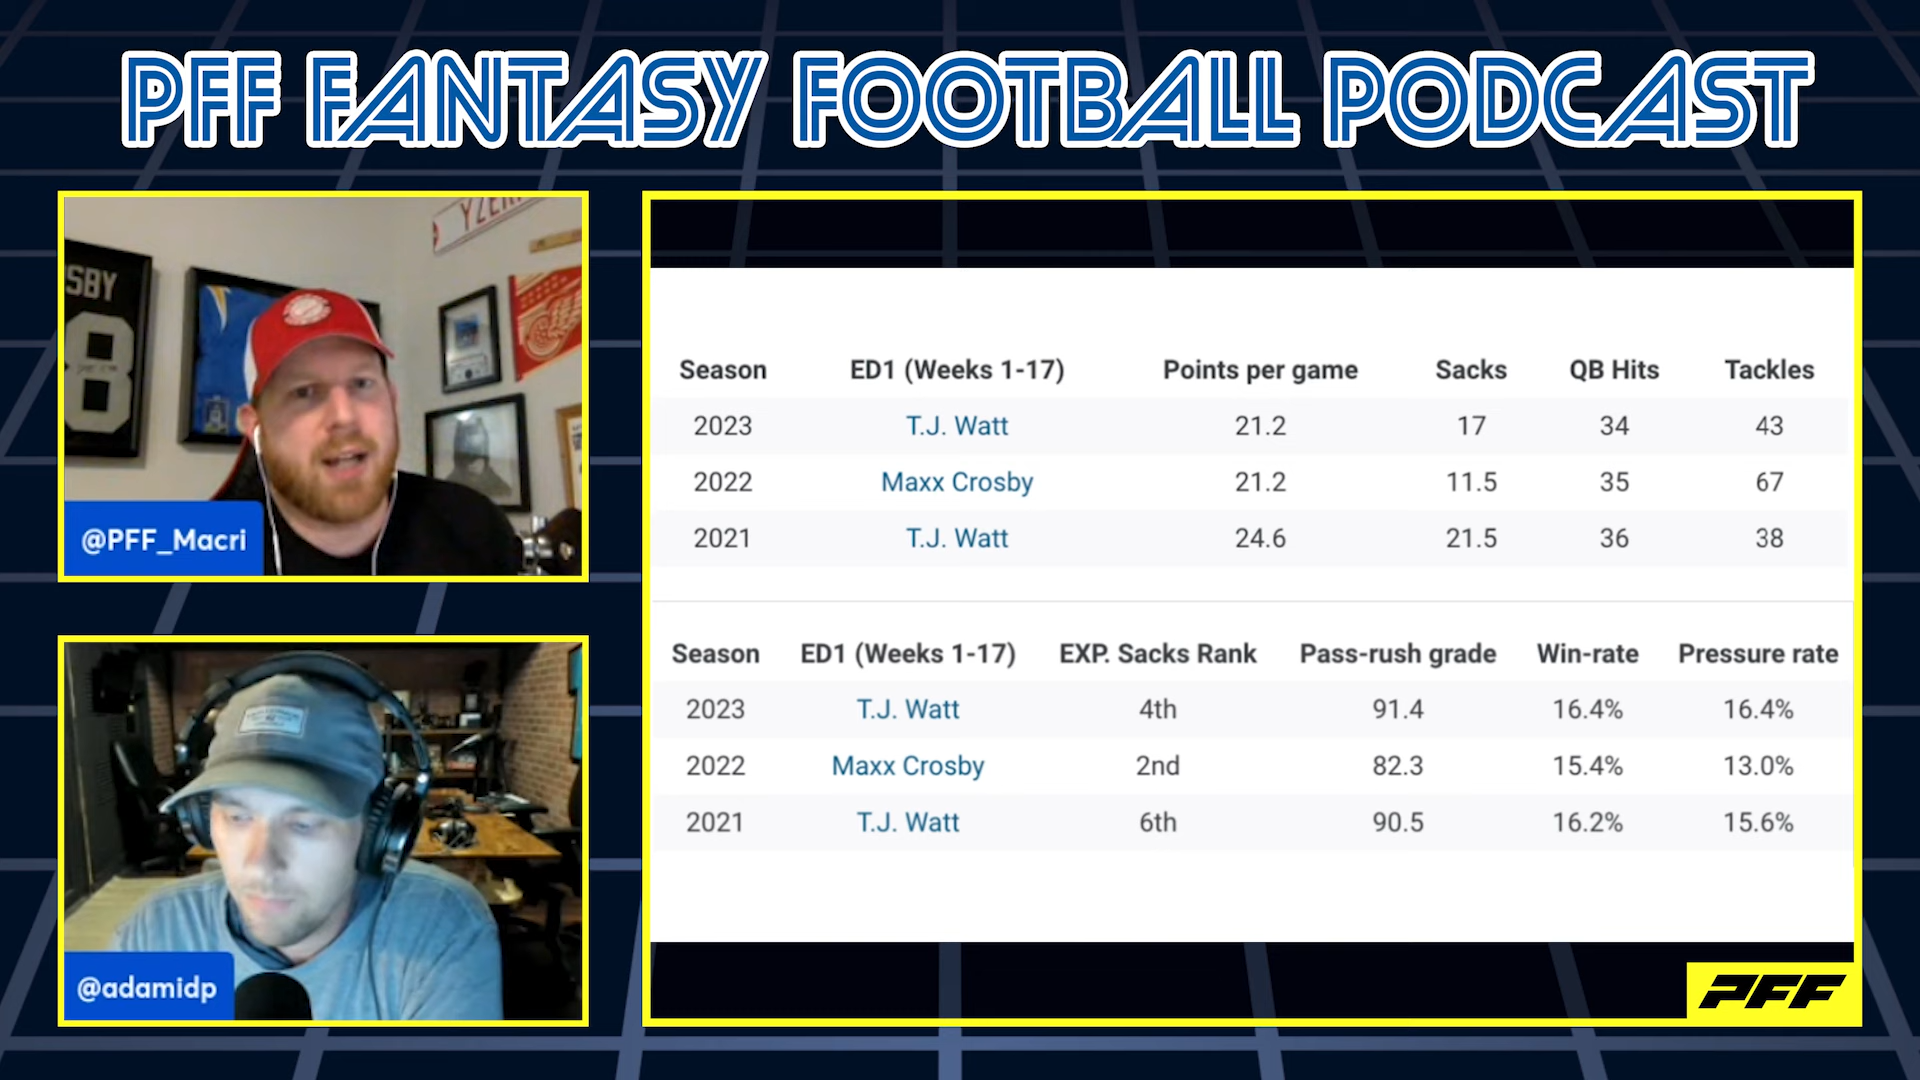 PFF FANTASY FOOTBALL PODCAST
SBY
8
@PFF_Macri
@adamidp
Season ED1 (Weeks 1-17) Points per game Sacks QB Hits Tackles
2023 T.J. Watt 21.2 17 34 43
2022 Maxx Crosby 21.2 11.5 35 67
2021 T.J. Watt 24.6 21.5 36 38
Season ED1 (Weeks 1-17) EXP. Sacks Rank Pass-rush grade Win-rate Pressure rate
2023 T.J. Watt 4th 91.4 16.4% 16.4%
2022 Maxx Crosby 2nd 82.3 15.4% 13.0%
2021 T.J. Watt 6th 90.5 16.2% 15.6%
PFF